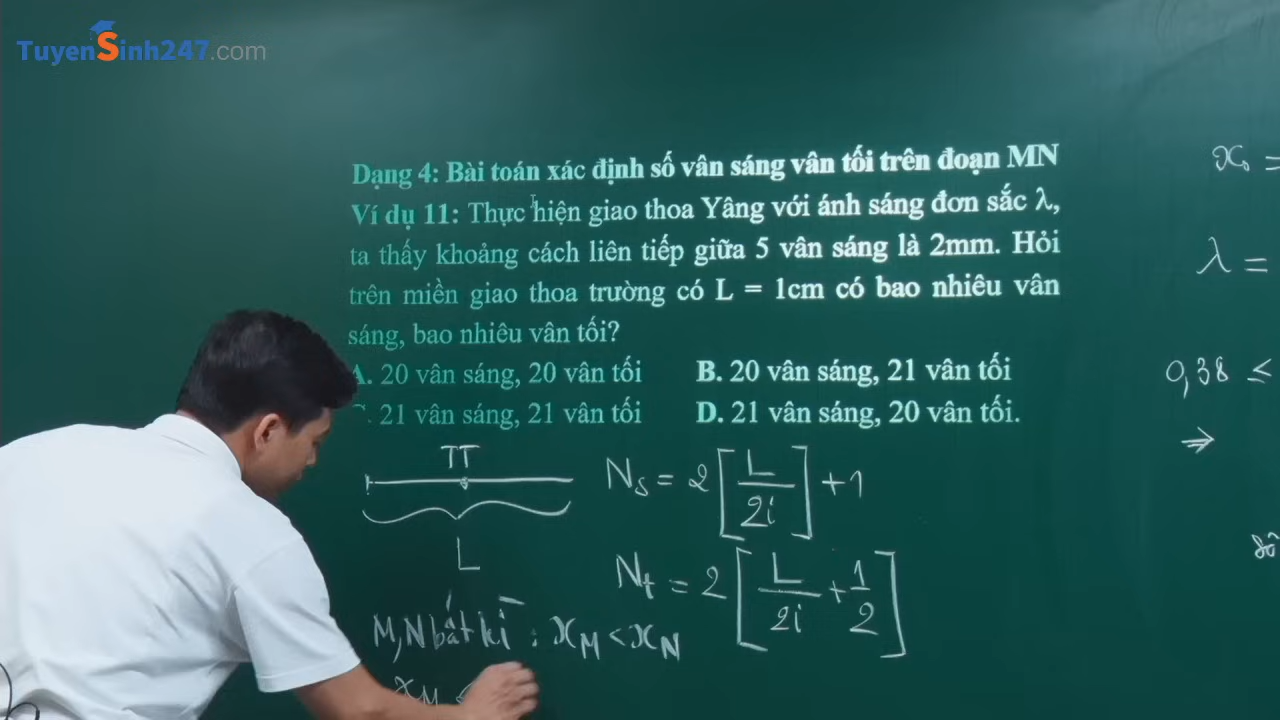 TuyenSinh247.com
Dạng 4: Bài toán xác định số vân sáng vân tối trên đoạn MN
Ví dụ 11: Thực hiện giao thoa Yâng với ánh sáng đơn sắc λ,
ta thấy khoảng cách liên tiếp giữa 5 vân sáng là 2mm. Hỏi
trên miền giao thoa trường có L = 1cm có bao nhiêu vân
sáng, bao nhiêu vân tối?
A. 20 vân sáng, 20 vân tối
B. 20 vân sáng, 21 vân tối
C. 21 vân sáng, 21 vân tối
D. 21 vân sáng, 20 vân tối.
TT
L
Ns = 2[L/2i] + 1
Nt = 2[L/2i + 1/2]
M,N bất kì : xM < xN
xM
λ =
0,38 ≤
⇒